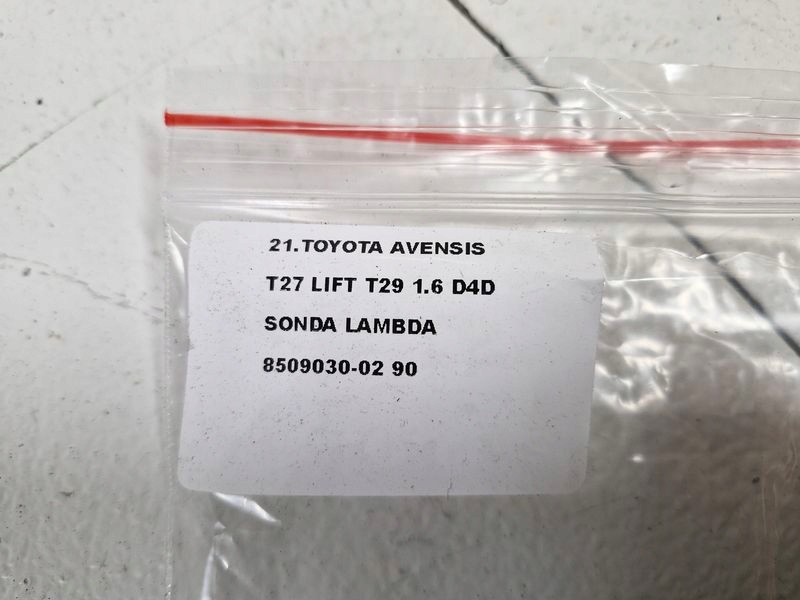 21.TOYOTA AVENSIS
T27 LIFT T29 1.6 D4D
SONDA LAMBDA
8509030-02 90